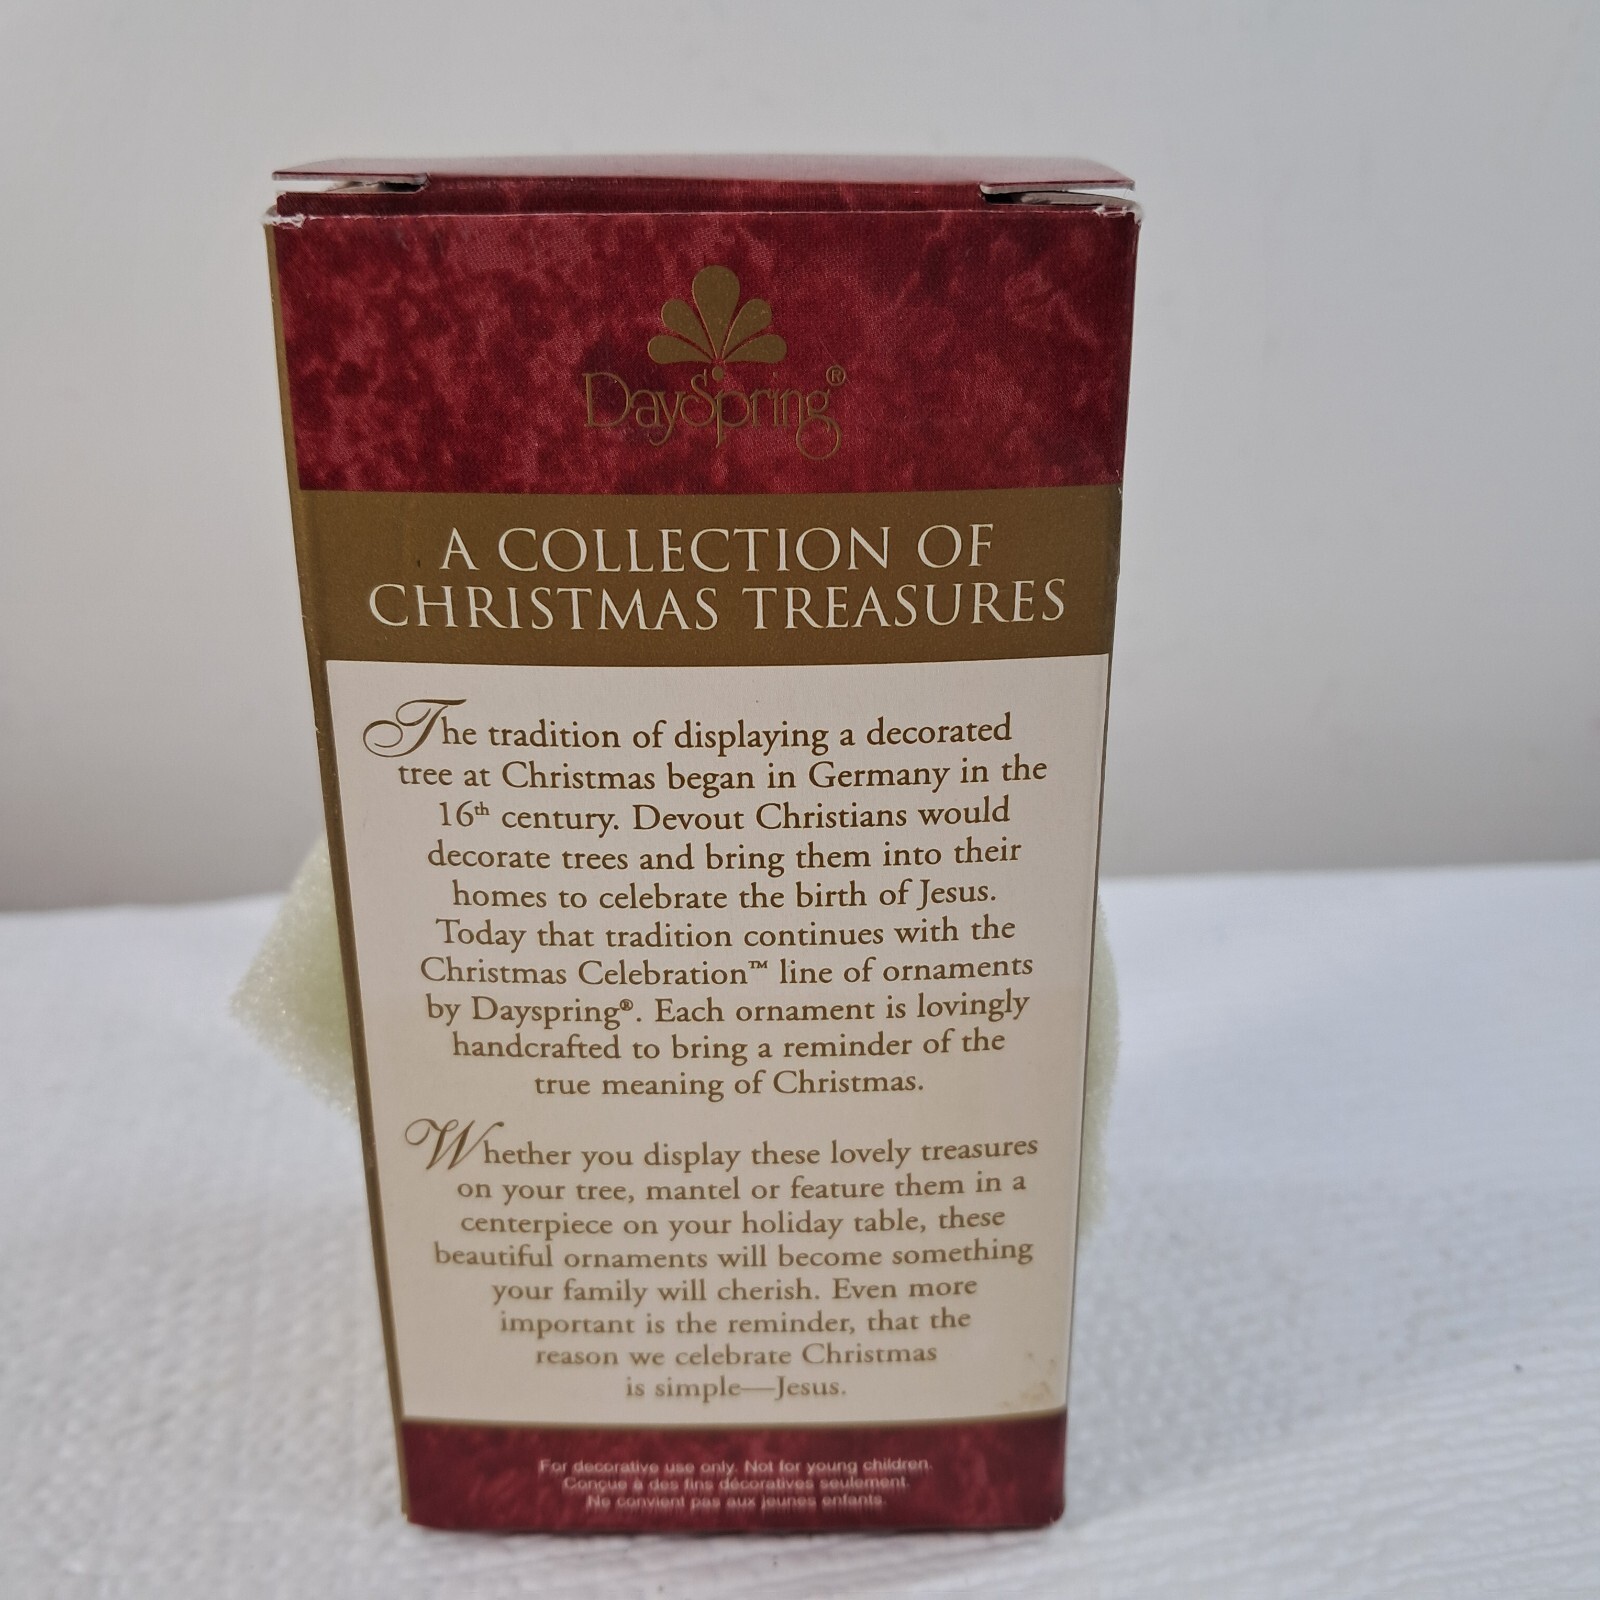 DaySpring®
A COLLECTION OF
CHRISTMAS TREASURES
The tradition of displaying a decorated
tree at Christmas began in Germany in the
16th century. Devout Christians would
decorate trees and bring them into their
homes to celebrate the birth of Jesus.
Today that tradition continues with the
Christmas Celebration™ line of ornaments
by Dayspring®. Each ornament is lovingly
handcrafted to bring a reminder of the
true meaning of Christmas.
Whether you display these lovely treasures
on your tree, mantel or feature them in a
centerpiece on your holiday table, these
beautiful ornaments will become something
your family will cherish. Even more
important is the reminder, that the
reason we celebrate Christmas
is simple—Jesus.
For decorative use only. Not for young children.
Conçue à des fins décoratives seulement.
Ne convient pas aux jeunes enfants.